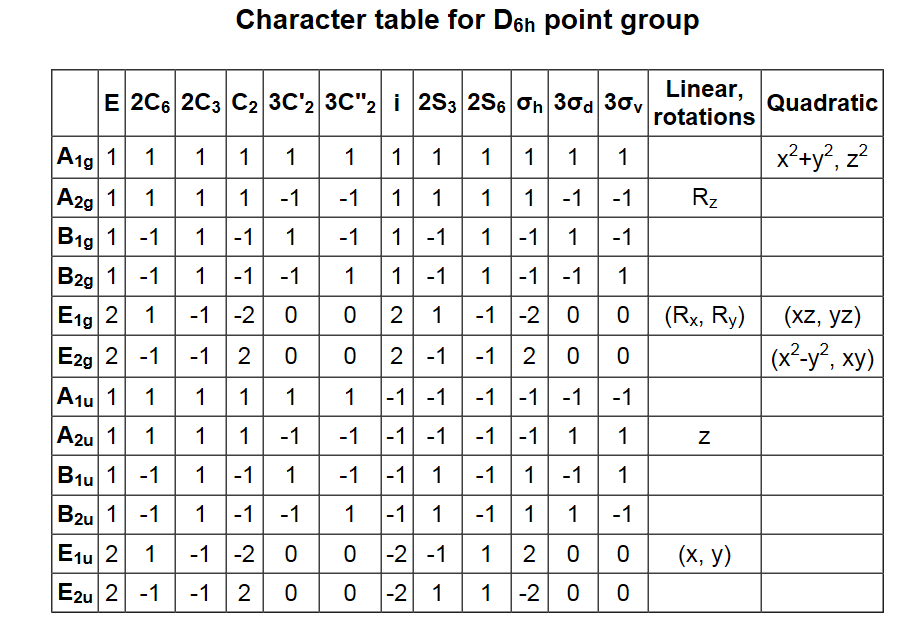 Character table for D6h point group
E 2C6 2C3 C2 3C'2 3C"2 i 2S3 2S6 σh 3σd 3σv Linear, rotations Quadratic
A1g 1 1 1 1 1 1 1 1 1 1 1 1 x²+y², z²
A2g 1 1 1 1 -1 -1 1 1 1 1 -1 -1 Rz
B1g 1 -1 1 -1 1 -1 1 -1 1 -1 1 -1
B2g 1 -1 1 -1 -1 1 1 -1 1 -1 -1 1
E1g 2 1 -1 -2 0 0 2 1 -1 -2 0 0 (Rx, Ry) (xz, yz)
E2g 2 -1 -1 2 0 0 2 -1 -1 2 0 0 (x²-y², xy)
A1u 1 1 1 1 1 1 -1 -1 -1 -1 -1 -1
A2u 1 1 1 1 -1 -1 -1 -1 -1 -1 1 1 z
B1u 1 -1 1 -1 1 -1 -1 1 -1 1 -1 1
B2u 1 -1 1 -1 -1 1 -1 1 -1 1 1 -1
E1u 2 1 -1 -2 0 0 -2 -1 1 2 0 0 (x, y)
E2u 2 -1 -1 2 0 0 -2 1 1 -2 0 0